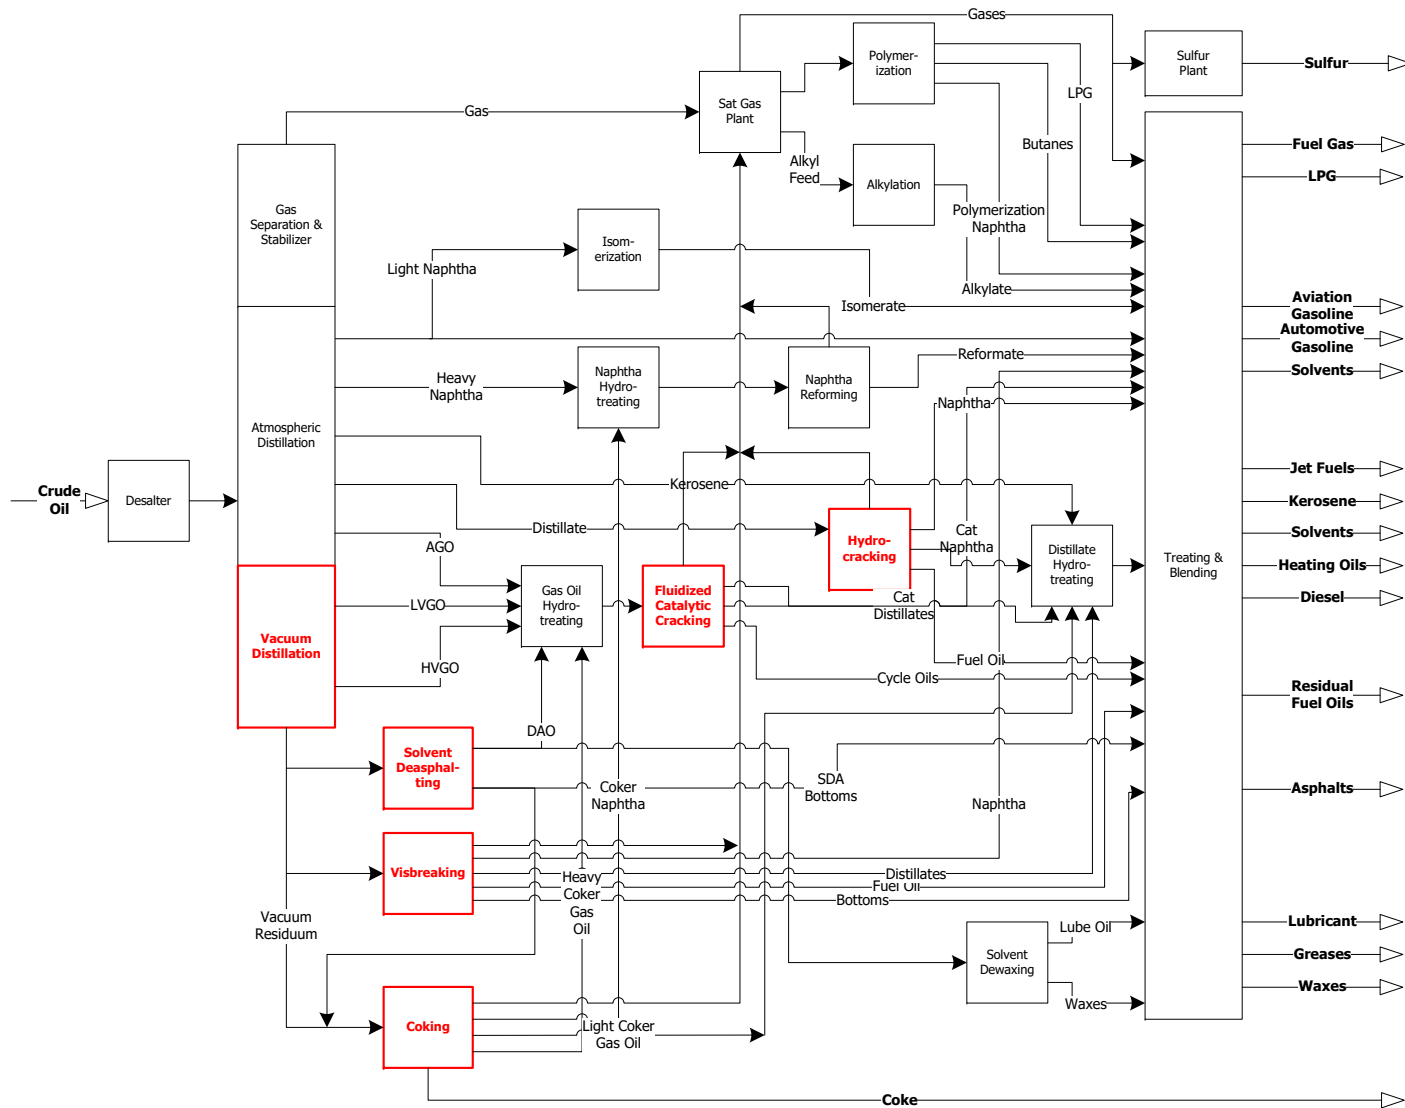 Gases
Polymer-
ization
Sulfur
Plant
Sulfur
Sat Gas
Plant
LPG
Gas
Butanes
Fuel Gas
Alkyl
Feed
LPG
Alkylation
Gas
Separation &
Stabilizer
Polymerization
Naphtha
Isom-
erization
Light Naphtha
Alkylate
Isomerate
Aviation
Gasoline
Automotive
Gasoline
Reformate
Solvents
Heavy
Naphtha
Naphtha
Hydro-
treating
Naphtha
Reforming
Naphtha
Atmospheric
Distillation
Crude
Oil
Desalter
Kerosene
Jet Fuels
Kerosene
Distillate
Hydro-
cracking
Cat
Naphtha
Solvents
AGO
Distillate
Hydro-
treating
Treating &
Blending
Heating Oils
Gas Oil
Hydro-
treating
Fluidized
Catalytic
Cracking
LVGO
Cat
Distillates
Diesel
Vacuum
Distillation
HVGO
Fuel Oil
Cycle Oils
Residual
Fuel Oils
DAO
Solvent
Deasphal-
ting
Coker
Naphtha
SDA
Bottoms
Naphtha
Asphalts
Visbreaking
Heavy
Coker
Gas
Oil
Distillates
Fuel Oil
Bottoms
Vacuum
Residuum
Lube Oil
Lubricant
Solvent
Dewaxing
Greases
Waxes
Waxes
Coking
Light Coker
Gas Oil
Coke